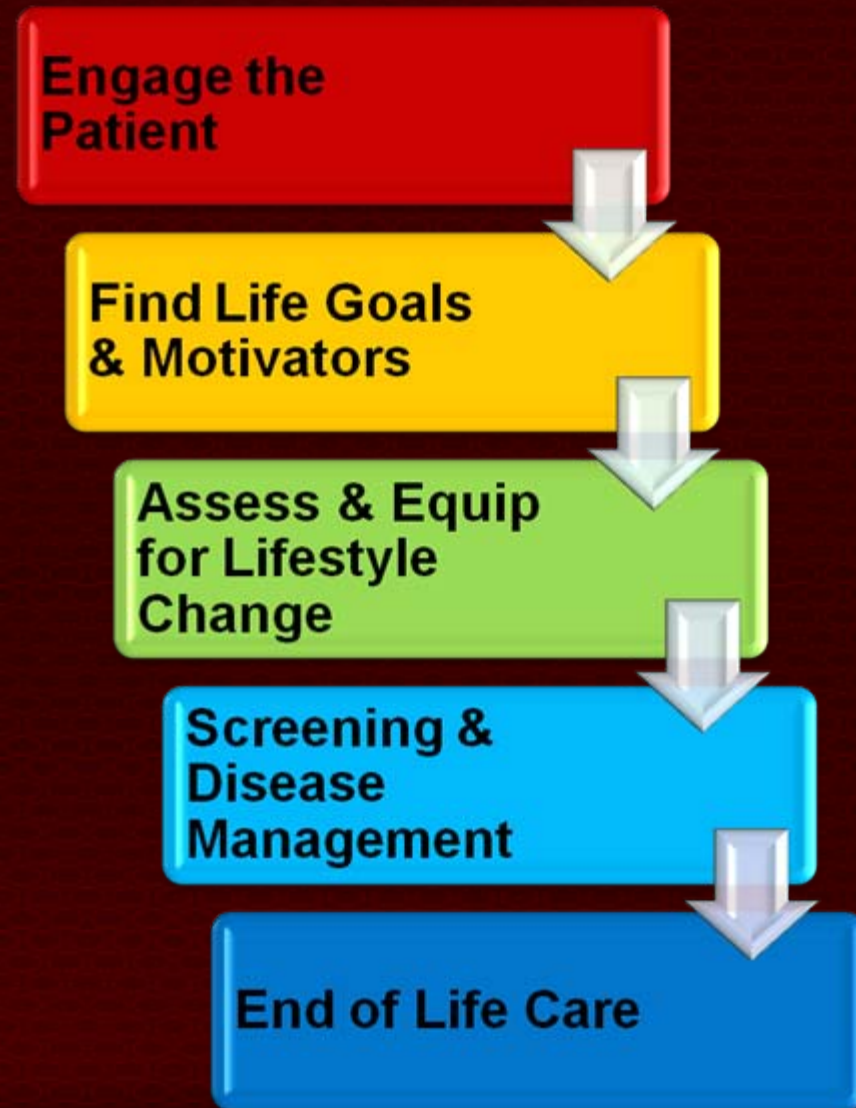 Engage the
Patient
Find Life Goals
& Motivators
Assess & Equip
for Lifestyle
Change
Screening &
Disease
Management
End of Life Care